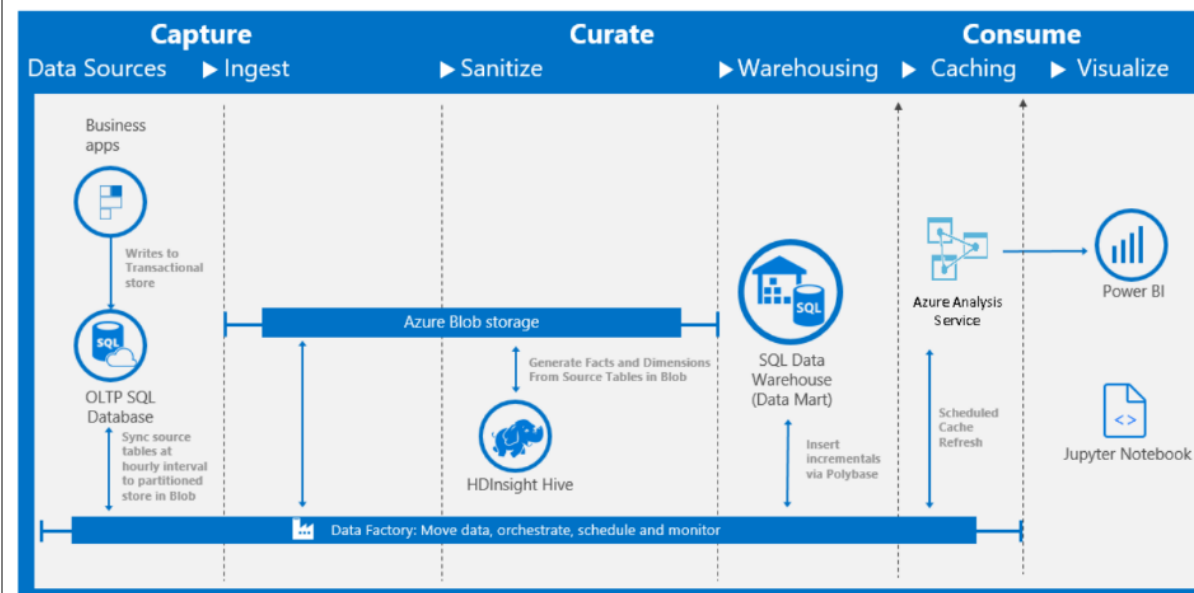 Capture
Curate
Consume
Data Sources
Ingest
Sanitize
Warehousing
Caching
Visualize
Business
apps
Writes to
Transactional
store
SQL
OLTP SQL
Database
Sync source
tables at
hourly interval
to partitioned
store in Blob
Azure Blob storage
Generate Facts and Dimensions
From Source Tables in Blob
HDInsight Hive
SQL
SQL Data
Warehouse
(Data Mart)
Insert
incrementals
via Polybase
Azure Analysis
Service
Scheduled
Cache
Refresh
Power BI
<>
Jupyter Notebook
Data Factory: Move data, orchestrate, schedule and monitor